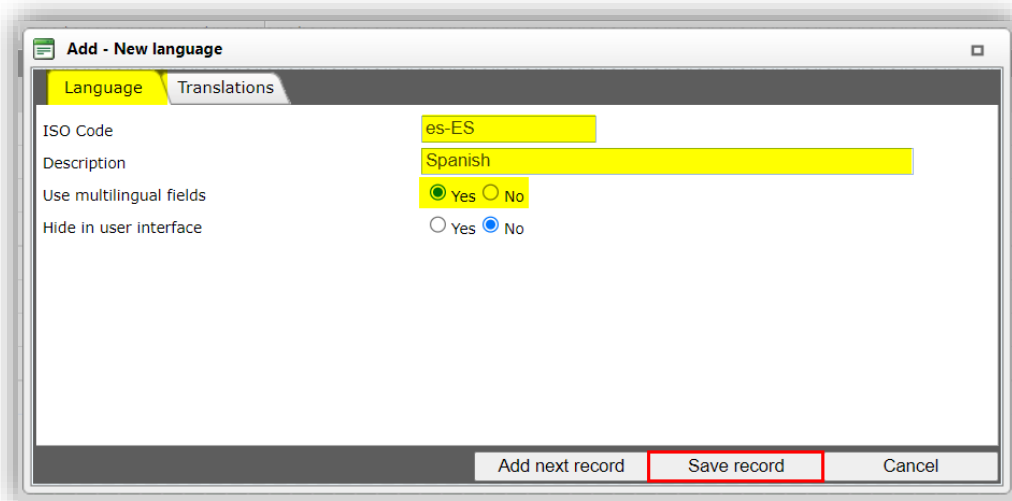 Add - New language
Language Translations
ISO Code es-ES
Description Spanish
Use multilingual fields Yes No
Hide in user interface Yes No
Add next record Save record Cancel